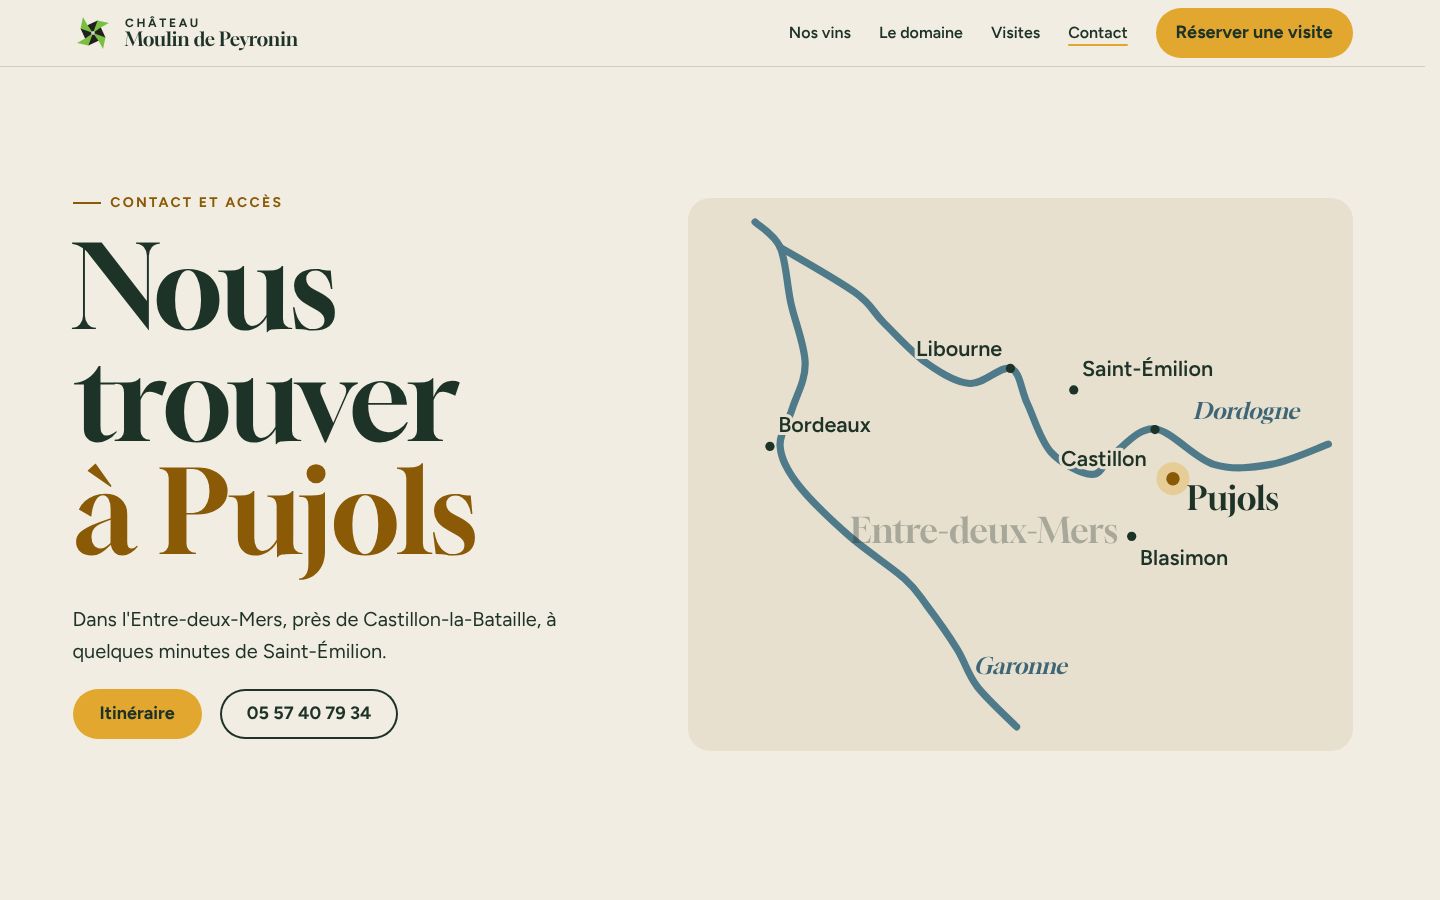 CHÂTEAU
Moulin de Peyronin
Nos vins
Le domaine
Visites
Contact
Réserver une visite
CONTACT ET ACCÈS
Nous
trouver
à Pujols
Dans l'Entre-deux-Mers, près de Castillon-la-Bataille, à
quelques minutes de Saint-Émilion.
Itinéraire
05 57 40 79 34
Libourne
Saint-Émilion
Dordogne
Bordeaux
Castillon
Pujols
Entre-deux-Mers
Blasimon
Garonne